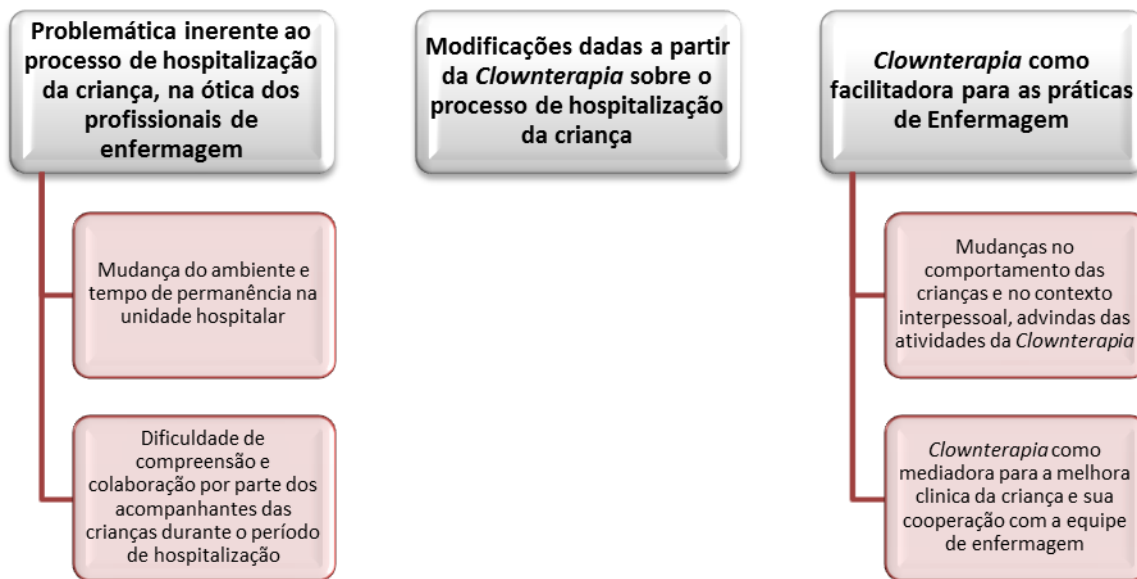 Problemática inerente ao
processo de hospitalização
da criança, na ótica dos
profissionais de
enfermagem
Mudança do ambiente e
tempo de permanência na
unidade hospitalar
Dificuldade de
compreensão e
colaboração por parte dos
acompanhantes das
crianças durante o período
de hospitalização
Modificações dadas a partir
da Clownterapia sobre o
processo de hospitalização
da criança
Clownterapia como
facilitadora para as práticas
de Enfermagem
Mudanças no
comportamento das
crianças e no contexto
interpessoal, advindas das
atividades da Clownterapia
Clownterapia como
mediadora para a melhora
clinica da criança e sua
cooperação com a equipe
de enfermagem